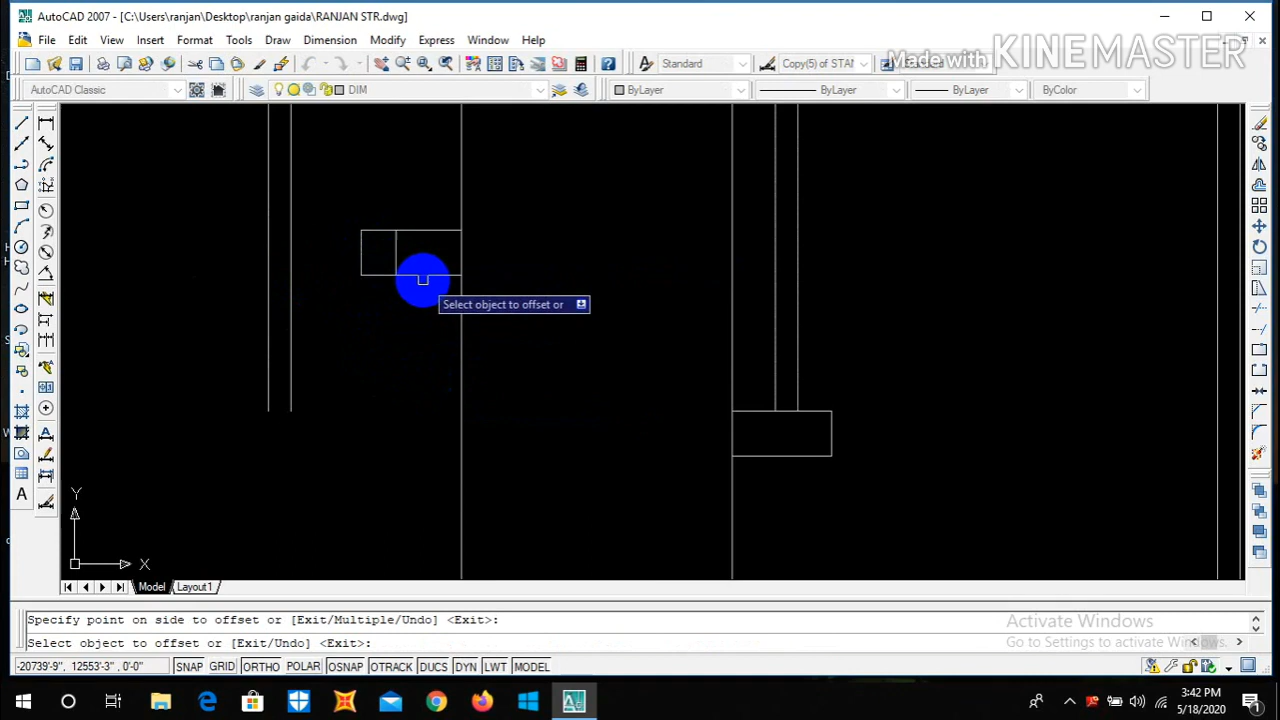 AutoCAD 2007 - [C:\Users\ranjan\Desktop\ranjan gaida\RANJAN STR.dwg]
File Edit View Insert Format Tools Draw Dimension Modify Express Window Help
Made with KINEMASTER
Standard Copy(5) of STAN
AutoCAD Classic DIM ByLayer ByLayer ByLayer ByColor
Select object to offset or
Y
X
Model Layout1
Specify point on side to offset or [Exit/Multiple/Undo] <Exit>:
Select object to offset or [Exit/Undo] <Exit>:
Activate Windows
Go to Settings to activate Windows.
-20739'-9", 12553'-3", 0'-0" SNAP GRID ORTHO POLAR OSNAP OTRACK DUCS DYN LWT MODEL
3:42 PM
5/18/2020